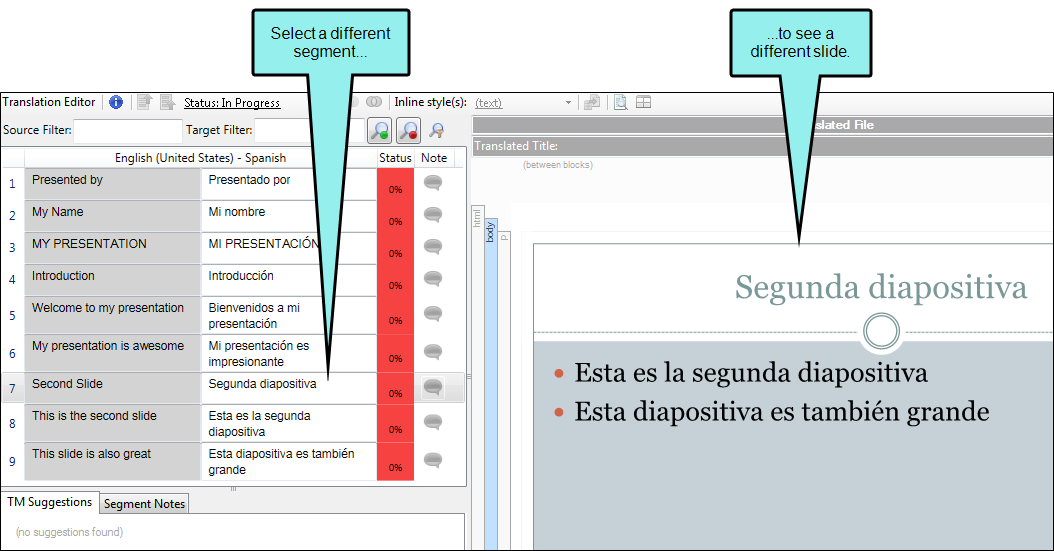 Select a different
segment...
...to see a
different slide.
Translation Editor
Status: In Progress
Inline style(s):
(text)
Source Filter:
Target Filter:
English (United States) - Spanish
Status
Note
1
Presented by
Presentado por
0%
2
My Name
Mi nombre
0%
3
MY PRESENTATION
MI PRESENTACIÓN
0%
4
Introduction
Introducción
0%
5
Welcome to my presentation
Bienvenidos a mi
presentación
0%
6
My presentation is awesome
Mi presentación es
impresionante
0%
7
Second Slide
Segunda diapositiva
0%
8
This is the second slide
Esta es la segunda
diapositiva
0%
9
This slide is also great
Esta diapositiva es también
grande
0%
TM Suggestions
Segment Notes
(no suggestions found)
File
Translated Title:
(between blocks)
html
body
p
Segunda diapositiva
Esta es la segunda diapositiva
Esta diapositiva es también grande